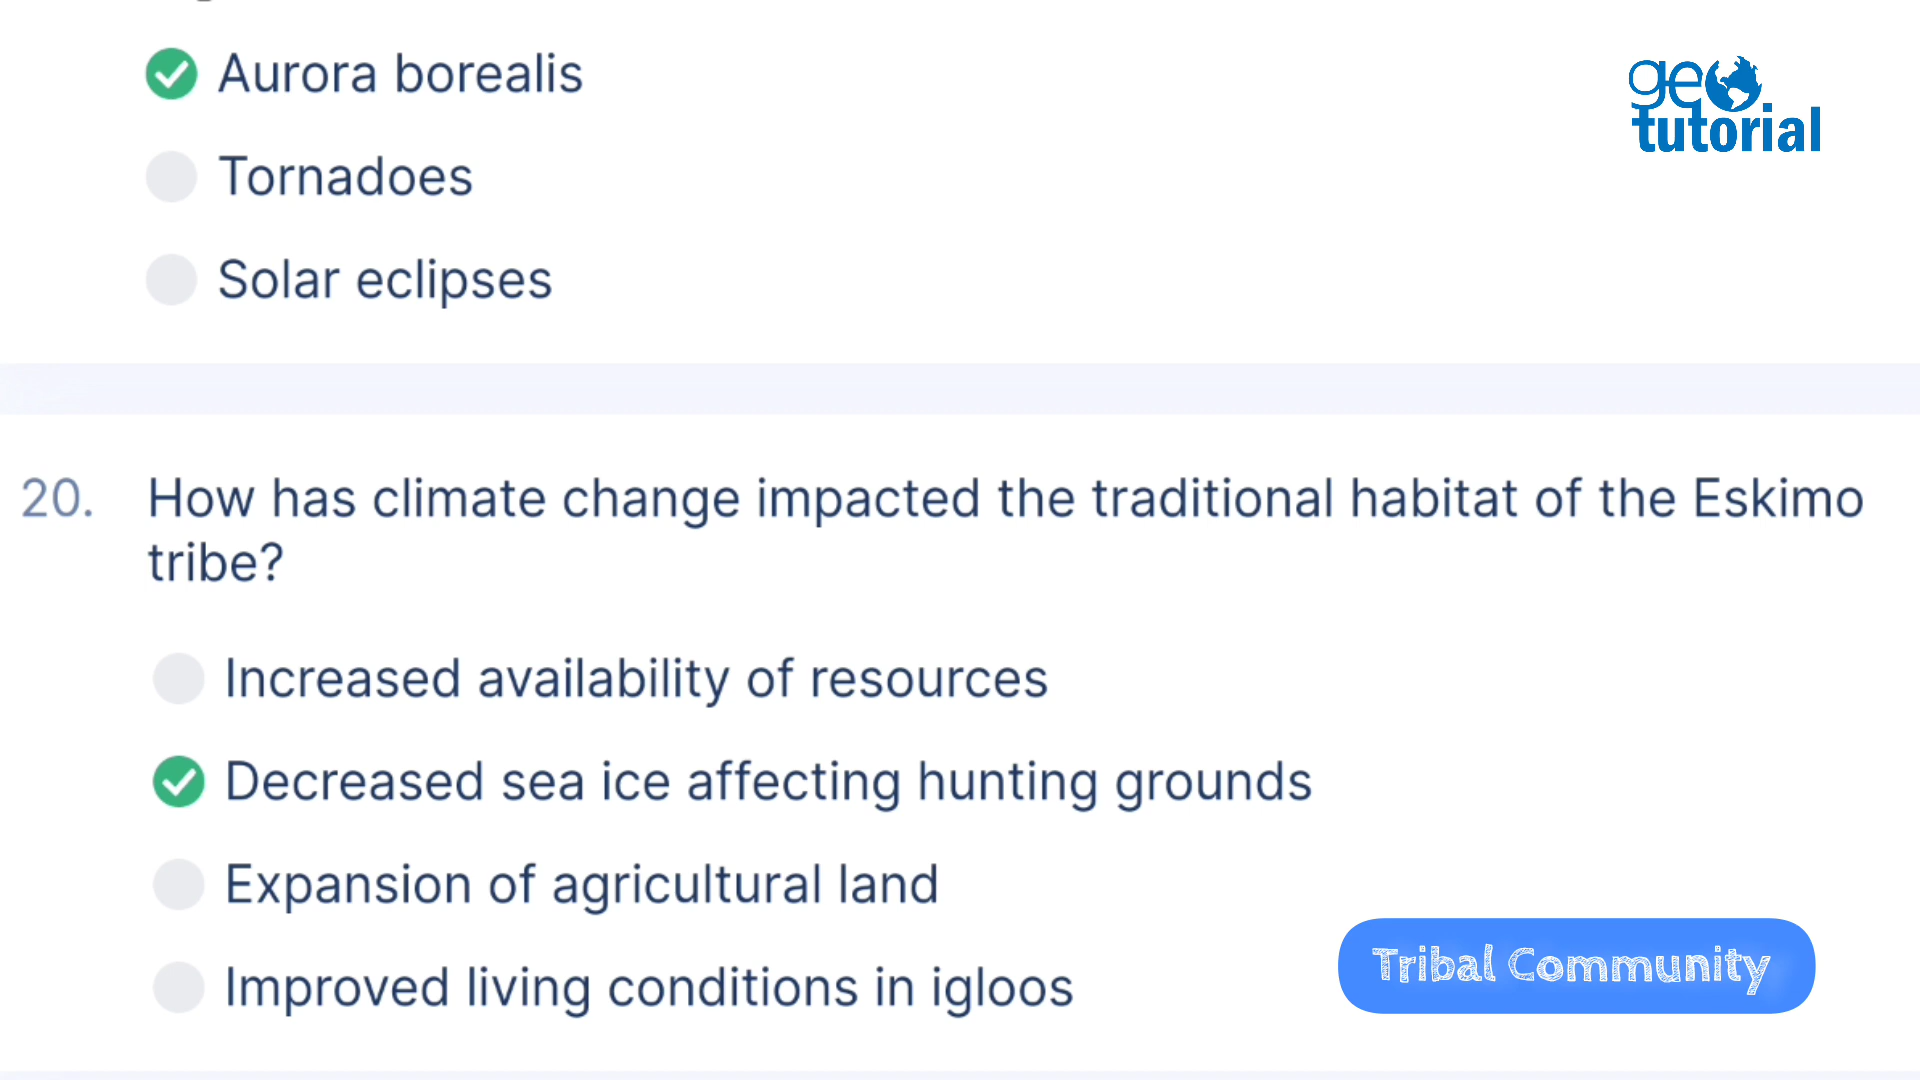 Aurora borealis
Tornadoes
Solar eclipses
geo
tutorial
20. How has climate change impacted the traditional habitat of the Eskimo
tribe?
Increased availability of resources
Decreased sea ice affecting hunting grounds
Expansion of agricultural land
Improved living conditions in igloos
Tribal Community